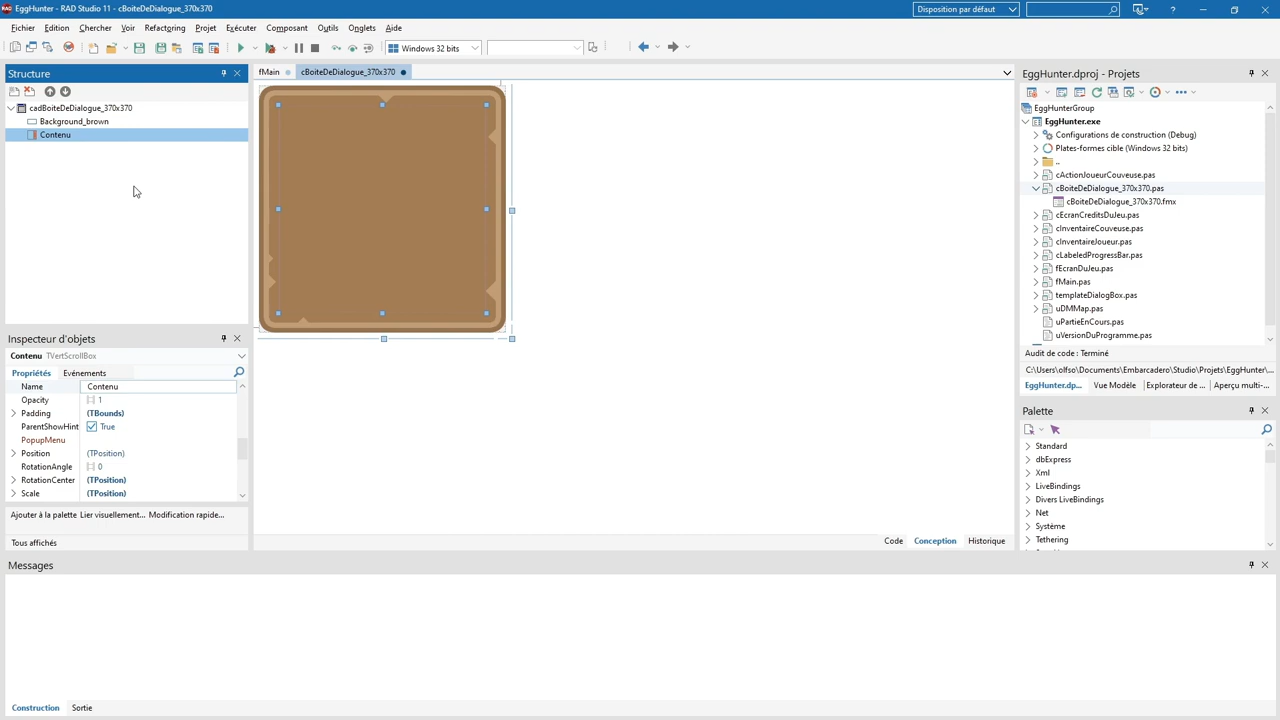 EggHunter - RAD Studio 11 - cBoiteDeDialogue_370x370
Disposition par défaut
?
Fichier Edition Chercher Voir Refactoring Projet Exécuter Composant Outils Onglets Aide
Windows 32 bits
Structure
cadBoiteDeDialogue_370x370
Background_brown
Contenu
fMain
cBoiteDeDialogue_370x370
Inspecteur d'objets
Contenu TVertScrollBox
Propriétés Evénements
Name Contenu
Opacity 1
Padding (TBounds)
ParentShowHint True
PopupMenu
Position (TPosition)
RotationAngle 0
RotationCenter (TPosition)
Scale (TPosition)
Ajouter à la palette Lier visuellement... Modification rapide...
Tous affichés
Code Conception Historique
EggHunter.dproj - Projets
EggHunterGroup
EggHunter.exe
Configurations de construction (Debug)
Plates-formes cible (Windows 32 bits)
..
cActionJoueurCouveuse.pas
cBoiteDeDialogue_370x370.pas
cBoiteDeDialogue_370x370.fmx
cEcranCreditsDuJeu.pas
cInventaireCouveuse.pas
cInventaireJoueur.pas
cLabeledProgressBar.pas
fEcranDuJeu.pas
fMain.pas
templateDialogBox.pas
uDMMap.pas
uPartieEnCours.pas
uVersionDuProgramme.pas
Audit de code : Terminé
C:\Users\olfso\Documents\Embarcadero\Studio\Projets\EggHunter\...
EggHunter.dp... Vue Modèle Explorateur de ... Aperçu multi-...
Palette
Standard
dbExpress
Xml
LiveBindings
Divers LiveBindings
Net
Système
Tethering
Messages
Construction Sortie